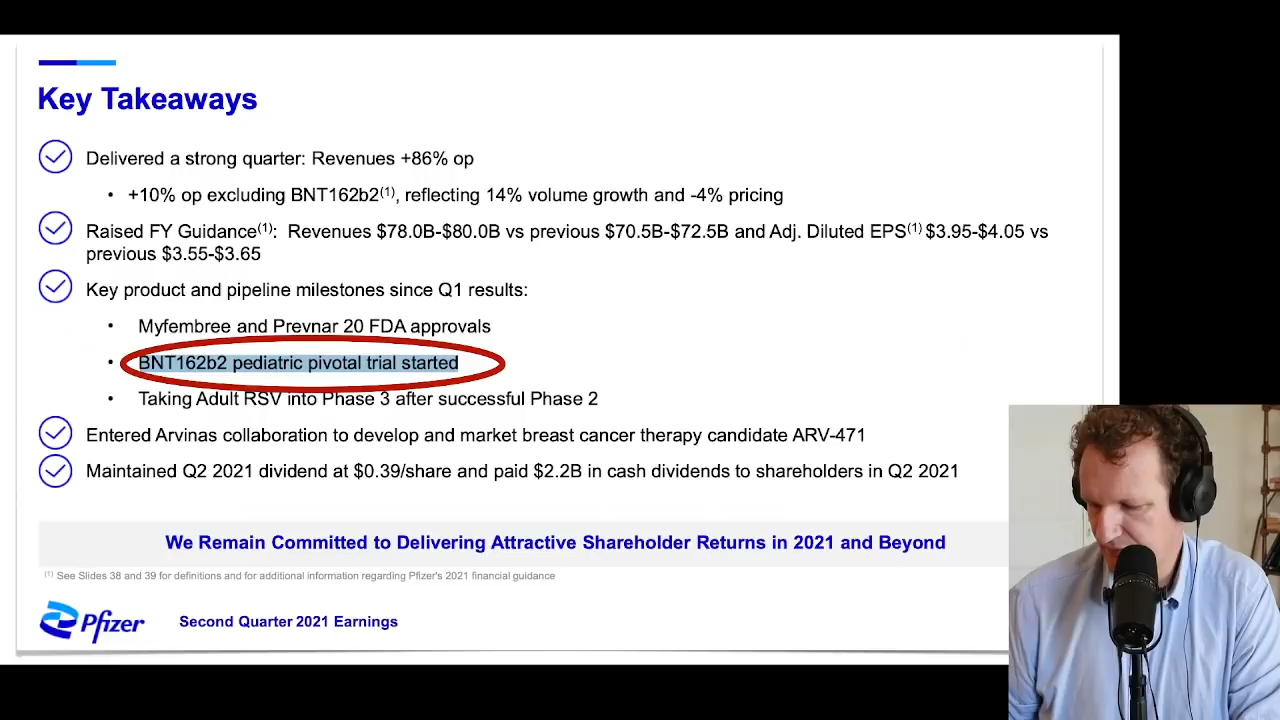 Key Takeaways
Delivered a strong quarter: Revenues +86% op
• +10% op excluding BNT162b2(1), reflecting 14% volume growth and -4% pricing
Raised FY Guidance(1): Revenues $78.0B-$80.0B vs previous $70.5B-$72.5B and Adj. Diluted EPS(1) $3.95-$4.05 vs
previous $3.55-$3.65
Key product and pipeline milestones since Q1 results:
• Myfembree and Prevnar 20 FDA approvals
• BNT162b2 pediatric pivotal trial started
• Taking Adult RSV into Phase 3 after successful Phase 2
Entered Arvinas collaboration to develop and market breast cancer therapy candidate ARV-471
Maintained Q2 2021 dividend at $0.39/share and paid $2.2B in cash dividends to shareholders in Q2 2021
We Remain Committed to Delivering Attractive Shareholder Returns in 2021 and Beyond
(1) See Slides 38 and 39 for definitions and for additional information regarding Pfizer's 2021 financial guidance
Pfizer
Second Quarter 2021 Earnings